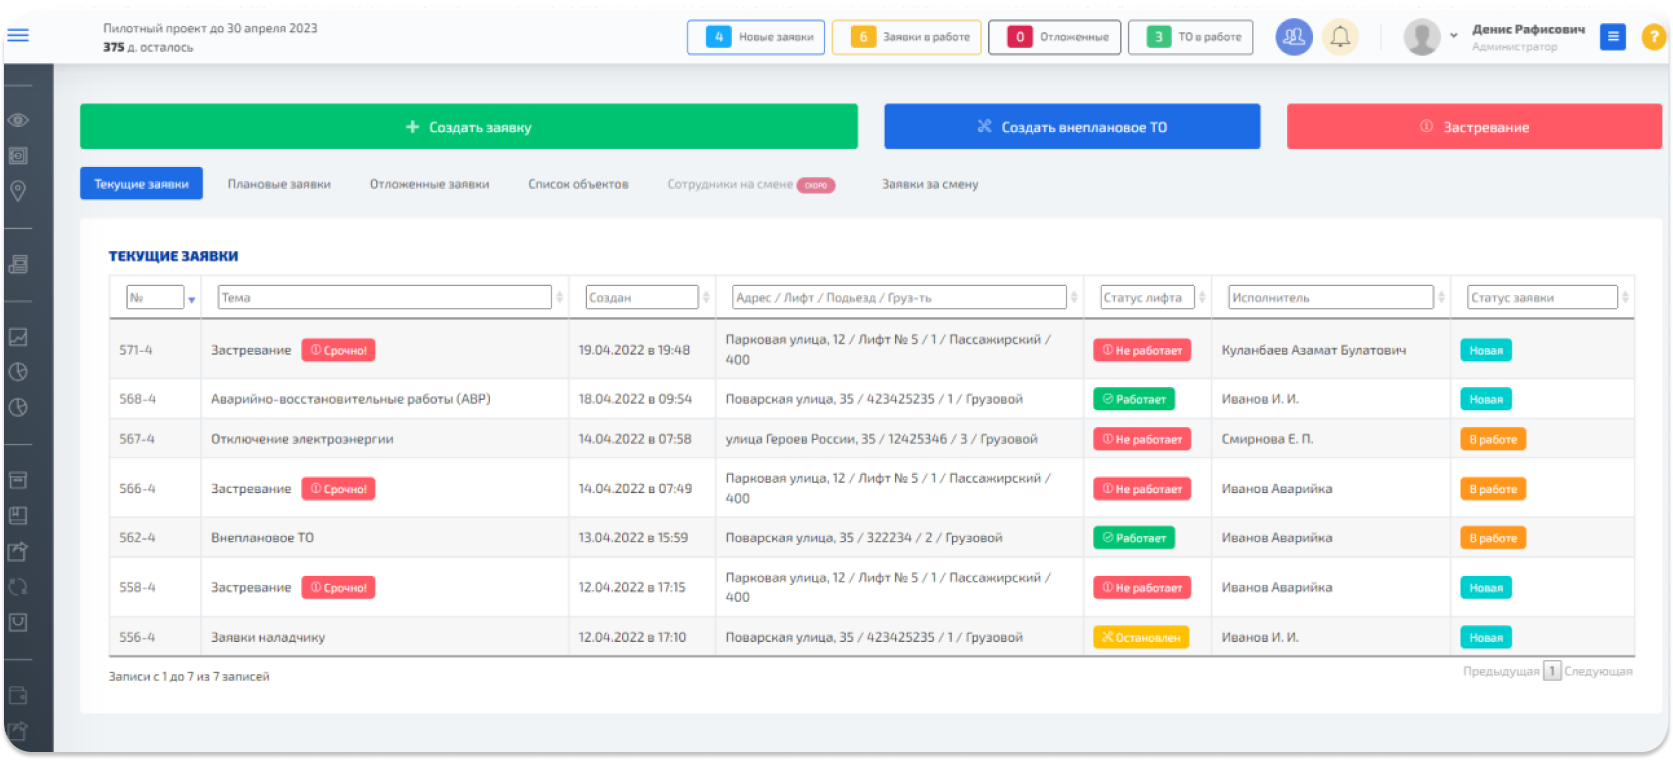 Пилотный проект до 30 апреля 2023
375 д. осталось
4 Новые заявки
6 Заявки в работе
0 Отложенные
3 ТО в работе
Денис Рафисович
Администратор
?
+ Создать заявку
Создать внеплановое ТО
Застревание
Текущие заявки
Плановые заявки
Отложенные заявки
Список объектов
Сотрудники на смене скоро
Заявки за смену
ТЕКУЩИЕ ЗАЯВКИ
№ Тема Создан Адрес / Лифт / Подьезд / Груз-ть Статус лифта Исполнитель Статус заявки
571-4 Застревание Срочно! 19.04.2022 в 19:48 Парковая улица, 12 / Лифт № 5 / 1 / Пассажирский / Не работает Куланбаев Азамат Булатович Новая
400
568-4 Аварийно-восстановительные работы (АВР) 18.04.2022 в 09:54 Поварская улица, 35 / 423425235 / 1 / Грузовой Работает Иванов И. И. Новая
567-4 Отключение электроэнергии 14.04.2022 в 07:58 улица Героев России, 35 / 12425346 / 3 / Грузовой Не работает Смирнова Е. П. В работе
566-4 Застревание Срочно! 14.04.2022 в 07:49 Парковая улица, 12 / Лифт № 5 / 1 / Пассажирский / Не работает Иванов Аварийка В работе
400
562-4 Внеплановое ТО 13.04.2022 в 15:59 Поварская улица, 35 / 322234 / 2 / Грузовой Работает Иванов Аварийка В работе
558-4 Застревание Срочно! 12.04.2022 в 17:15 Парковая улица, 12 / Лифт № 5 / 1 / Пассажирский / Не работает Иванов Аварийка Новая
400
556-4 Заявки наладчику 12.04.2022 в 17:10 Поварская улица, 35 / 423425235 / 1 / Грузовой Остановлен Иванов И. И. Новая
Записи с 1 до 7 из 7 записей
Предыдущая 1 Следующая